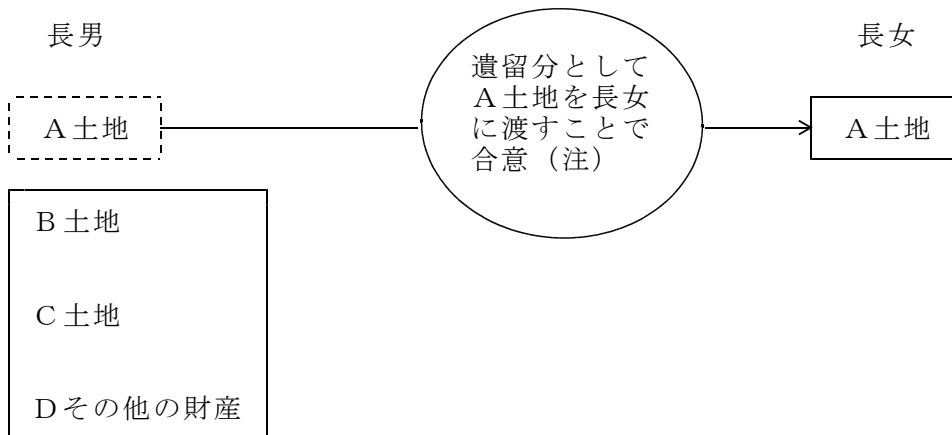 長男
長女
遺留分として
Ａ土地を長女
に渡すことで
合意（注）
Ａ土地
Ａ土地
Ｂ土地
Ｃ土地
Ｄその他の財産